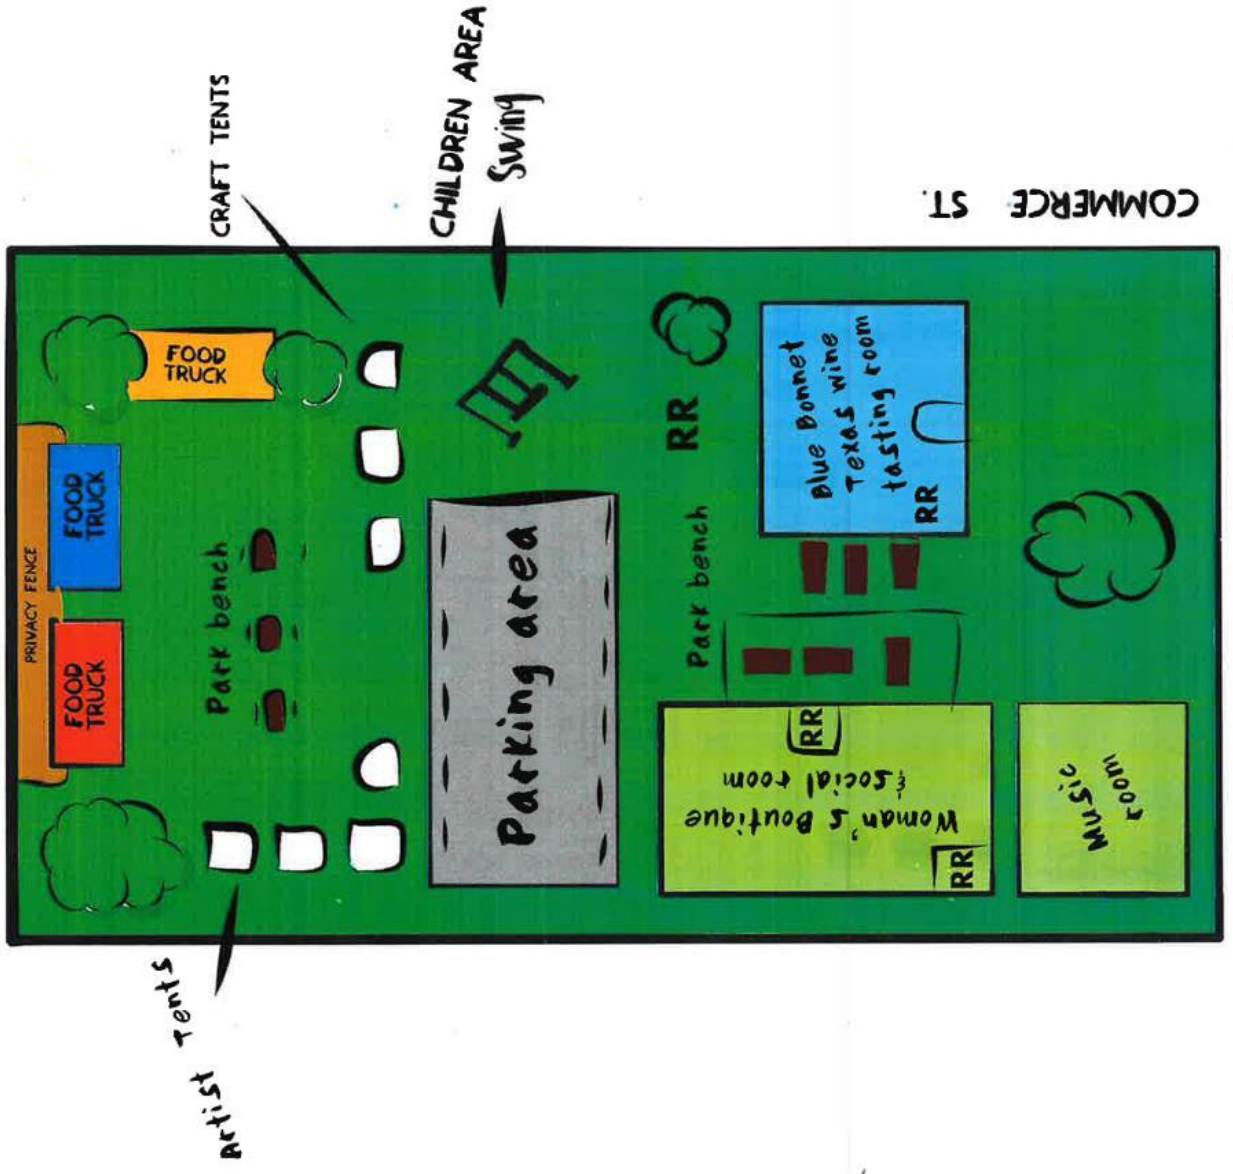 CRAFT TENTS
CHILDREN AREA
Swing
COMMERCE ST.
PRIVACY FENCE
FOOD
TRUCK
FOOD
TRUCK
FOOD
TRUCK
Park bench
Artist Tents
Parking area
RR
Park bench
Blue Bonnet
Texas wine
tasting room
RR
Woman's Boutique
& social room
RR
RR
Music
room